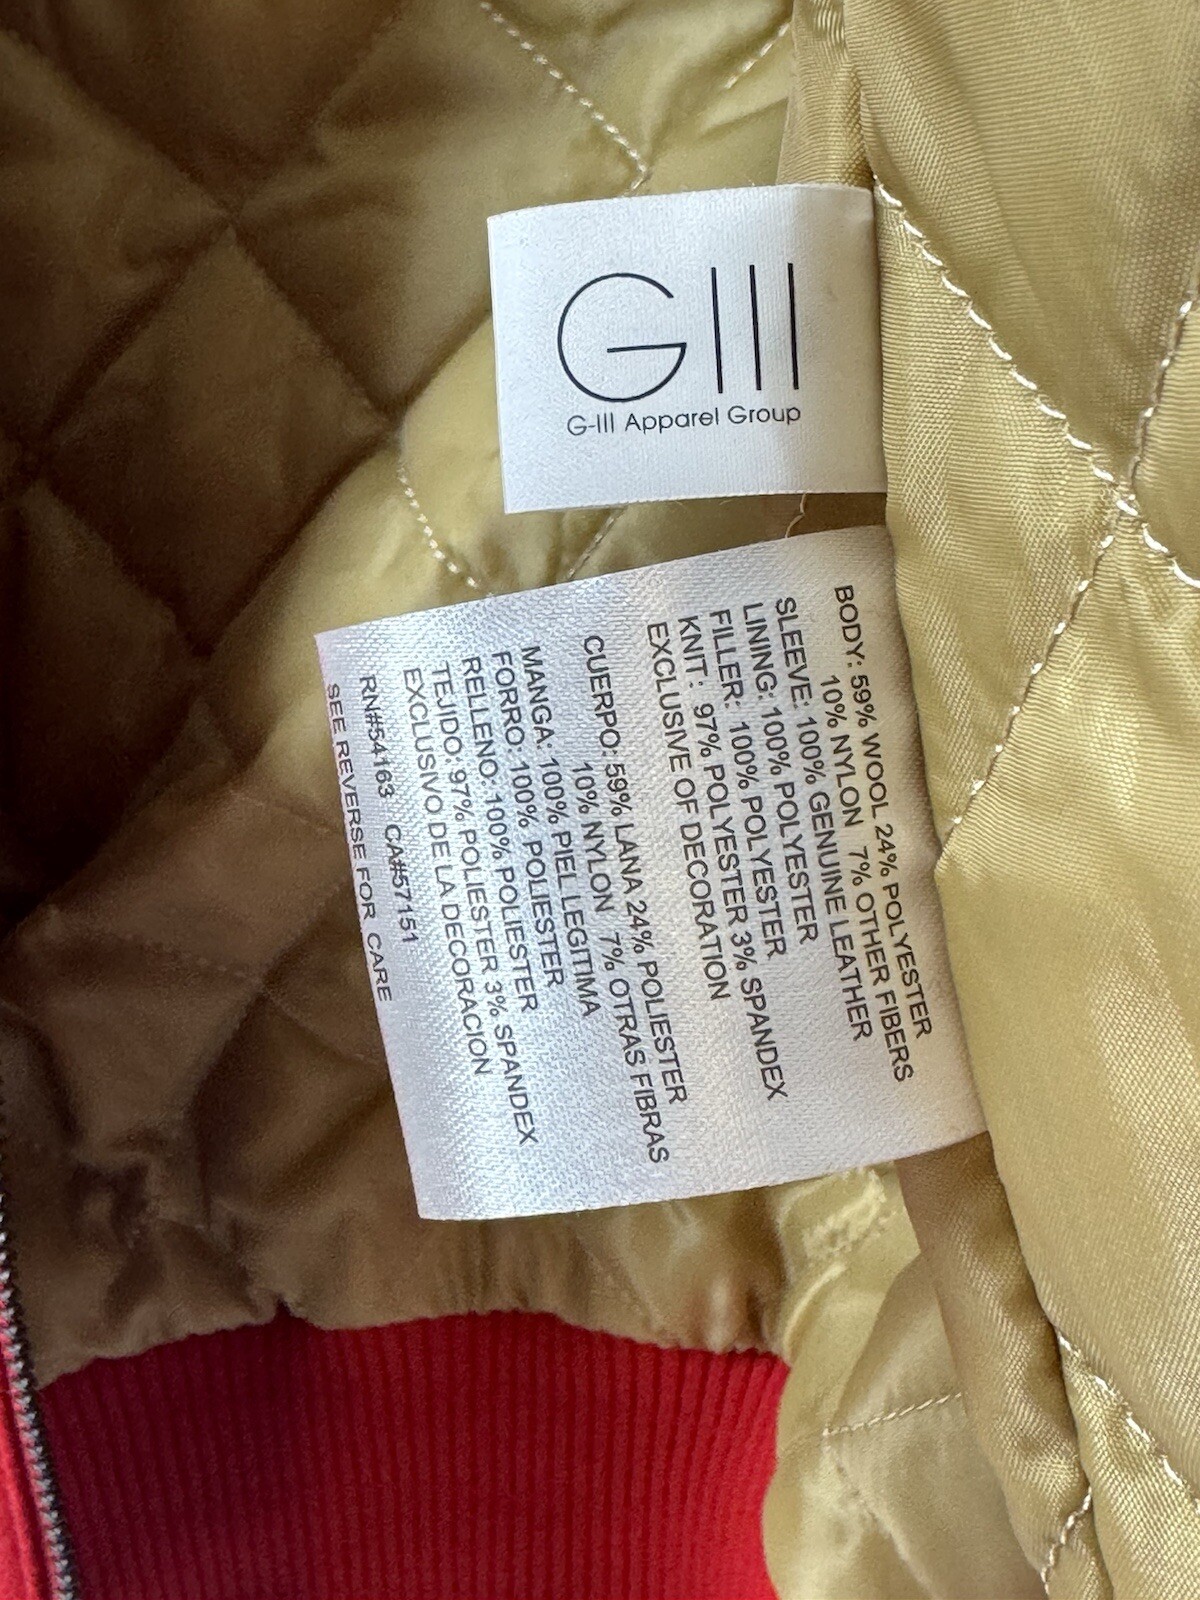 GIII
G-III Apparel Group
BODY: 59% WOOL 24% POLYESTER
10% NYLON 7% OTHER FIBERS
SLEEVE: 100% GENUINE LEATHER
LINING: 100% POLYESTER
FILLER: 100% POLYESTER
KNIT: 97% POLYESTER 3% SPANDEX
EXCLUSIVE OF DECORATION
CUERPO: 59% LANA 24% POLIESTER
10% NYLON 7% OTRAS FIBRAS
MANGA: 100% PIEL LEGITIMA
FORRO: 100% POLIESTER
RELLENO: 100% POLIESTER
TEJIDO: 97% POLIESTER 3% SPANDEX
EXCLUSIVO DE LA DECORACION
RN#54163 CA#57151
SEE REVERSE FOR CARE